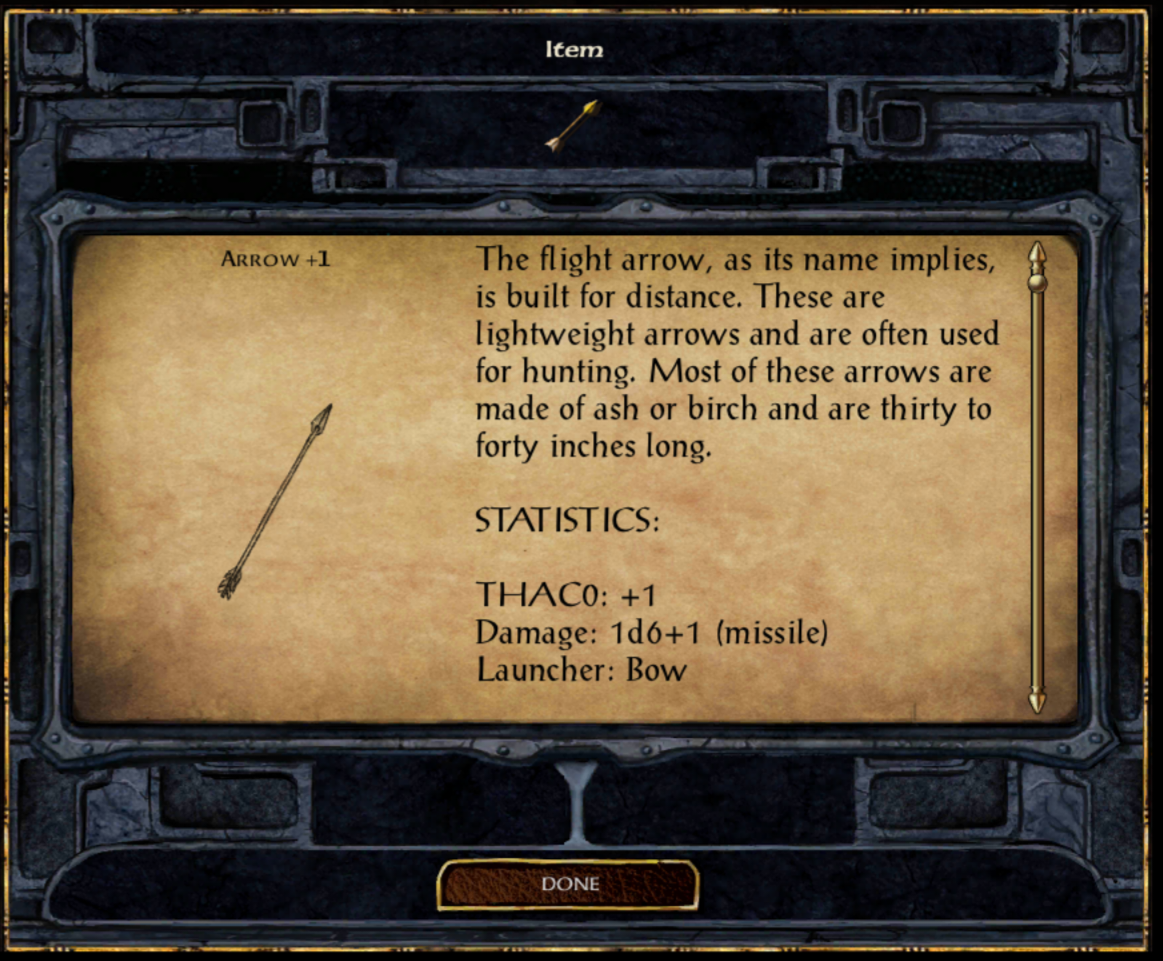 Item
Arrow +1
The flight arrow, as its name implies,
is built for distance. These are
lightweight arrows and are often used
for hunting. Most of these arrows are
made of ash or birch and are thirty to
forty inches long.
STATISTICS:
THAC0: +1
Damage: 1d6+1 (missile)
Launcher: Bow
DONE